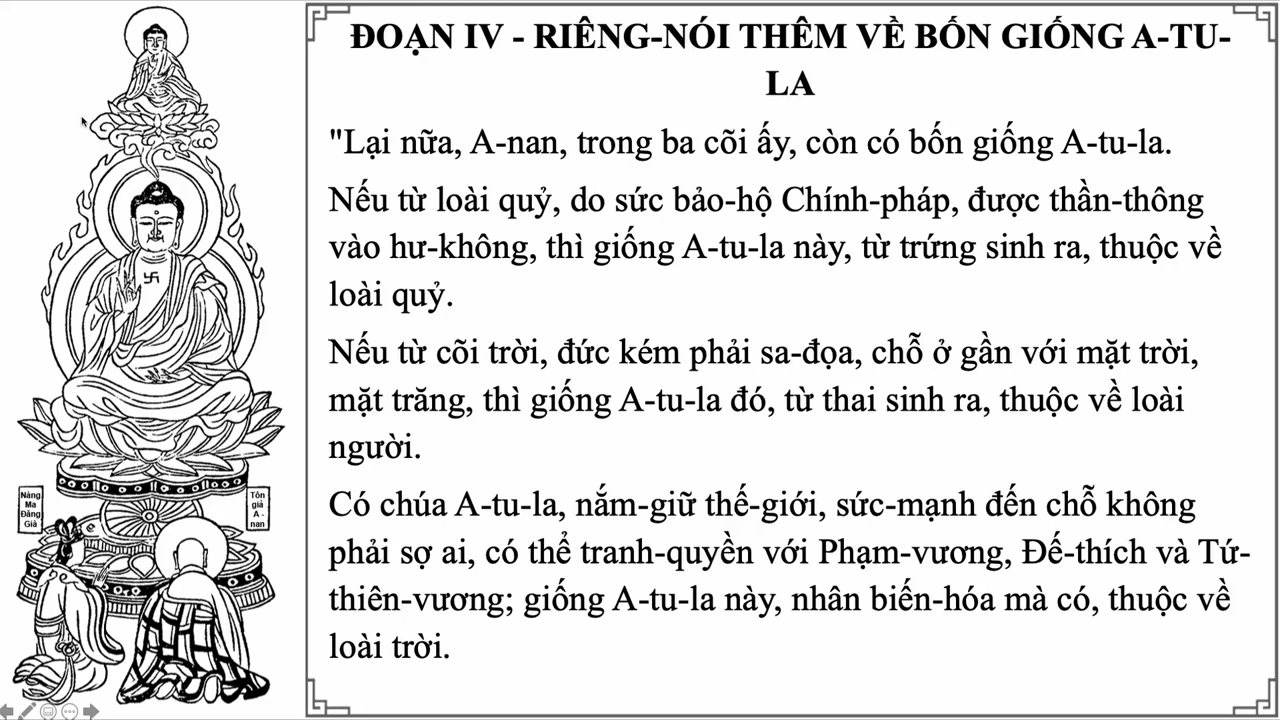 ĐOẠN IV - RIÊNG-NÓI THÊM VỀ BỐN GIỐNG A-TU-
LA
"Lại nữa, A-nan, trong ba cõi ấy, còn có bốn giống A-tu-la.
Nếu từ loài quỷ, do sức bảo-hộ Chính-pháp, được thần-thông
vào hư-không, thì giống A-tu-la này, từ trứng sinh ra, thuộc về
loài quỷ.
Nếu từ cõi trời, đức kém phải sa-đọa, chỗ ở gần với mặt trời,
mặt trăng, thì giống A-tu-la đó, từ thai sinh ra, thuộc về loài
người.
Có chúa A-tu-la, nắm-giữ thế-giới, sức-mạnh đến chỗ không
phải sợ ai, có thể tranh-quyền với Phạm-vương, Đế-thích và Tứ-
thiên-vương; giống A-tu-la này, nhân biến-hóa mà có, thuộc về
loài trời.
Nàng
Ma
Đăng
Già
Tôn
giả
A -
nan